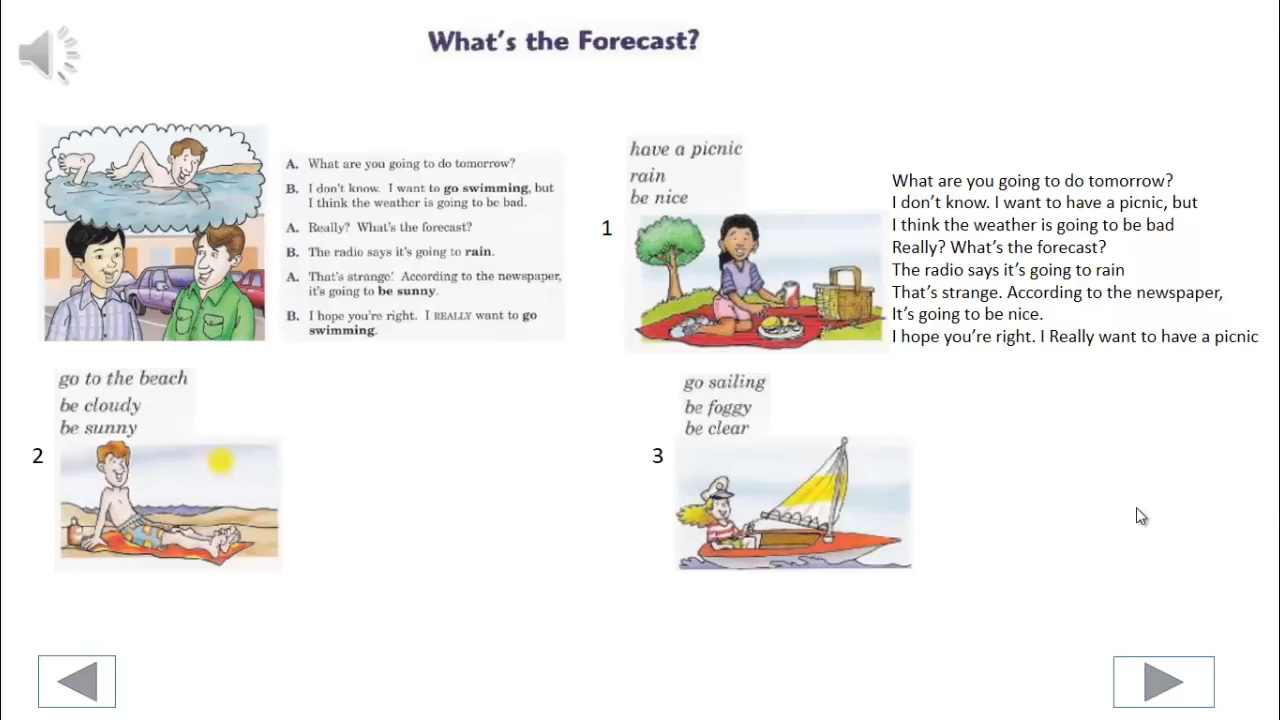 What's the Forecast?
A. What are you going to do tomorrow?
B. I don't know. I want to go swimming, but
I think the weather is going to be bad.
A. Really? What's the forecast?
B. The radio says it's going to rain.
A. That's strange! According to the newspaper,
it's going to be sunny.
B. I hope you're right. I REALLY want to go
swimming.
1
have a picnic
rain
be nice
What are you going to do tomorrow?
I don't know. I want to have a picnic, but
I think the weather is going to be bad
Really? What's the forecast?
The radio says it's going to rain
That's strange. According to the newspaper,
It's going to be nice.
I hope you're right. I Really want to have a picnic
2
go to the beach
be cloudy
be sunny
3
go sailing
be foggy
be clear